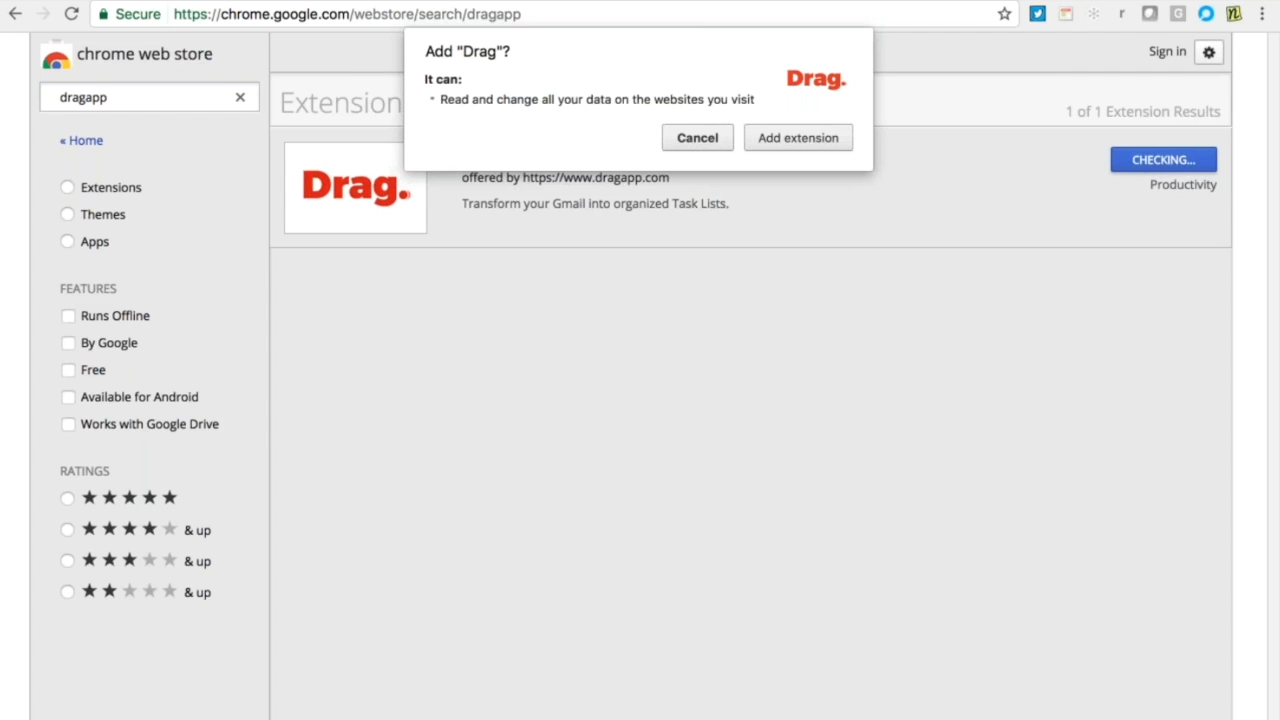 Secure https://chrome.google.com/webstore/search/dragapp
chrome web store
Sign in
dragapp
« Home
Extensions
Themes
Apps
FEATURES
Runs Offline
By Google
Free
Available for Android
Works with Google Drive
RATINGS
& up
& up
& up
Add "Drag"?
It can:
Read and change all your data on the websites you visit
Drag.
Cancel
Add extension
Extension
1 of 1 Extension Results
Drag.
offered by https://www.dragapp.com
Transform your Gmail into organized Task Lists.
CHECKING...
Productivity